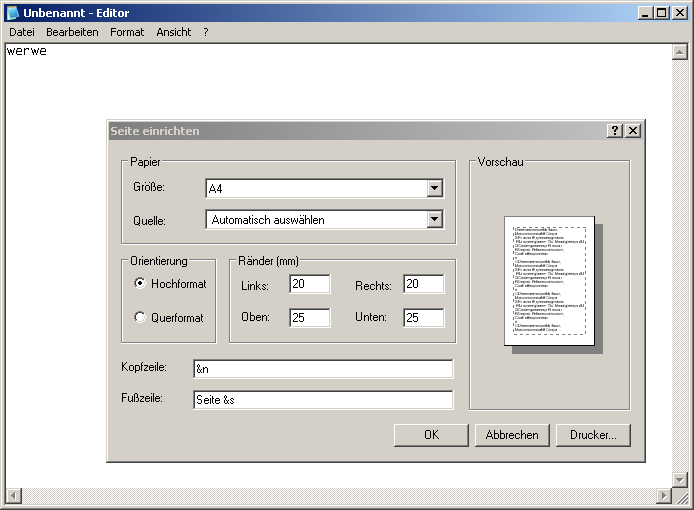 Unbenannt - Editor
Datei Bearbeiten Format Ansicht ?
werwe
Seite einrichten
Papier
Größe: A4
Quelle: Automatisch auswählen
Vorschau
Orientierung
Hochformat
Querformat
Ränder (mm)
Links: 20 Rechts: 20
Oben: 25 Unten: 25
Kopfzeile: &n
Fußzeile: Seite &s
OK Abbrechen Drucker...